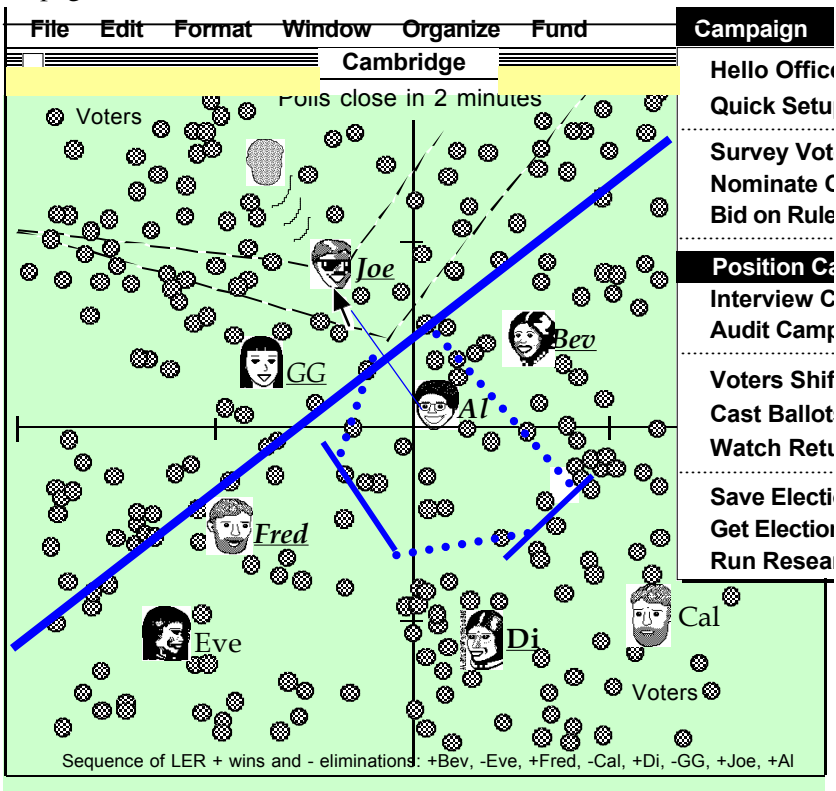 File Edit Format Window Organize Fund Campaign
Cambridge
Polls close in 2 minutes
Hello Office
Quick Setup
Survey Vot
Nominate C
Bid on Rule
Position Ca
Interview C
Audit Camp
Voters Shif
Cast Ballots
Watch Retu
Save Electio
Get Election
Run Resear
Voters
Joe
Bev
GG
Al
Fred
Eve
Di
Cal
Voters
Sequence of LER + wins and - eliminations: +Bev, -Eve, +Fred, -Cal, +Di, -GG, +Joe, +Al